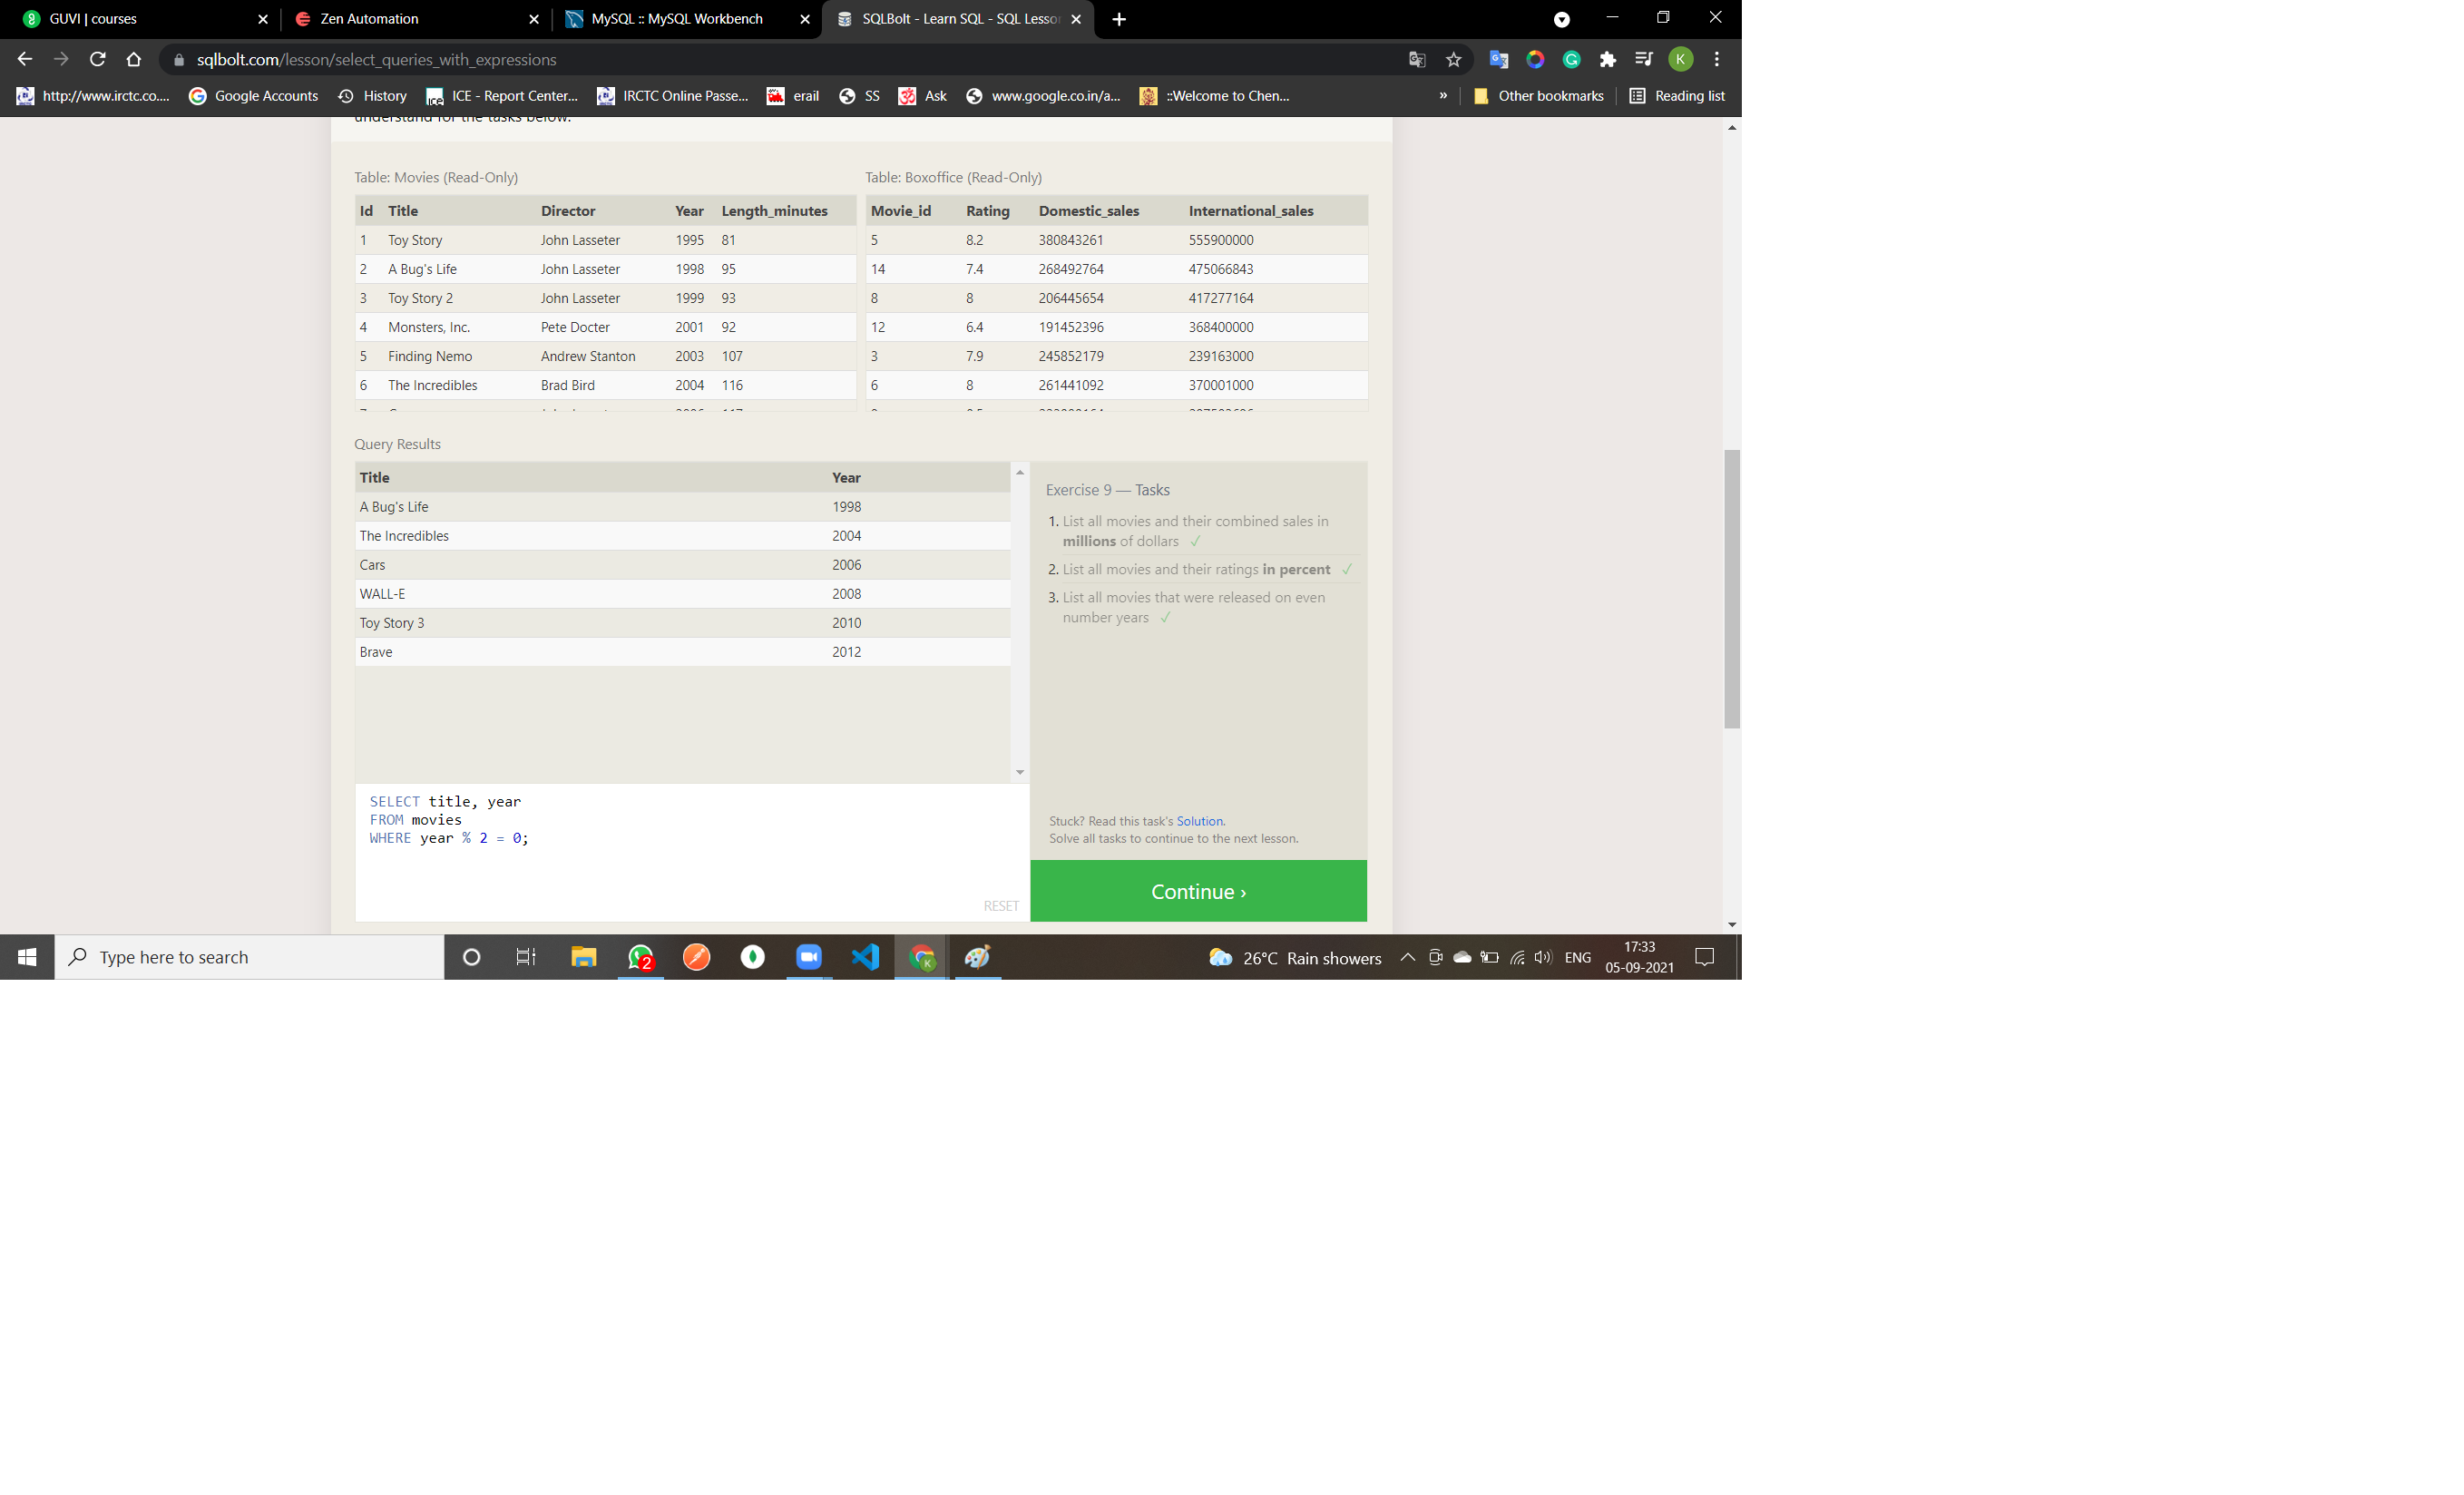 GUVI | courses
Zen Automation
MySQL :: MySQL Workbench
SQLBolt - Learn SQL - SQL Lesso
sqlbolt.com/lesson/select_queries_with_expressions
K
http://www.irctc.co....
Google Accounts
History
ICE - Report Center...
IRCTC Online Passe...
erail
SS
Ask
www.google.co.in/a...
::Welcome to Chen...
»
Other bookmarks
Reading list
understand for the tasks below.
Table: Movies (Read-Only)
Id Title Director Year Length_minutes
1 Toy Story John Lasseter 1995 81
2 A Bug's Life John Lasseter 1998 95
3 Toy Story 2 John Lasseter 1999 93
4 Monsters, Inc. Pete Docter 2001 92
5 Finding Nemo Andrew Stanton 2003 107
6 The Incredibles Brad Bird 2004 116
Table: Boxoffice (Read-Only)
Movie_id Rating Domestic_sales International_sales
5 8.2 380843261 555900000
14 7.4 268492764 475066843
8 8 206445654 417277164
12 6.4 191452396 368400000
3 7.9 245852179 239163000
6 8 261441092 370001000
Query Results
Title Year
A Bug's Life 1998
The Incredibles 2004
Cars 2006
WALL-E 2008
Toy Story 3 2010
Brave 2012
SELECT title, year
FROM movies
WHERE year % 2 = 0;
RESET
Exercise 9 — Tasks
1. List all movies and their combined sales in
millions of dollars ✓
2. List all movies and their ratings in percent ✓
3. List all movies that were released on even
number years ✓
Stuck? Read this task's Solution.
Solve all tasks to continue to the next lesson.
Continue ›
Type here to search
2
K
26°C Rain showers
ENG
17:33
05-09-2021